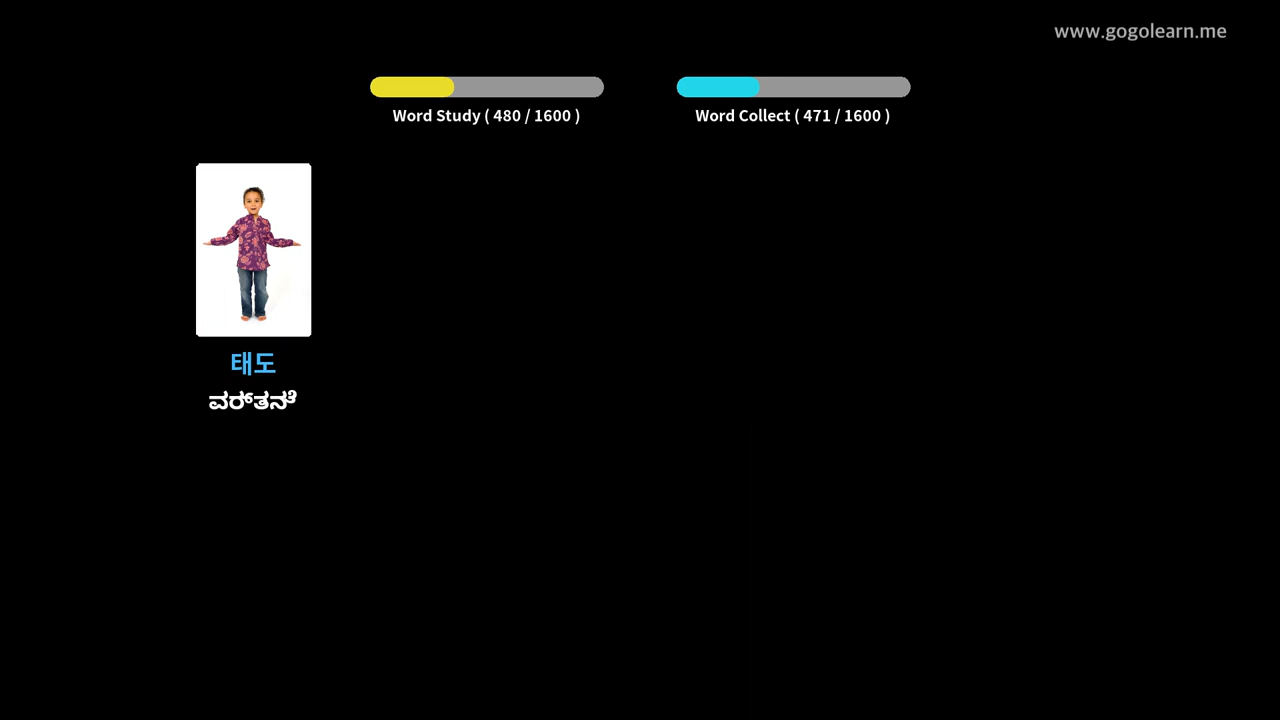 www.gogolearn.me
Word Study ( 480 / 1600 )
Word Collect ( 471 / 1600 )
태도
ವರ್ತನೆ